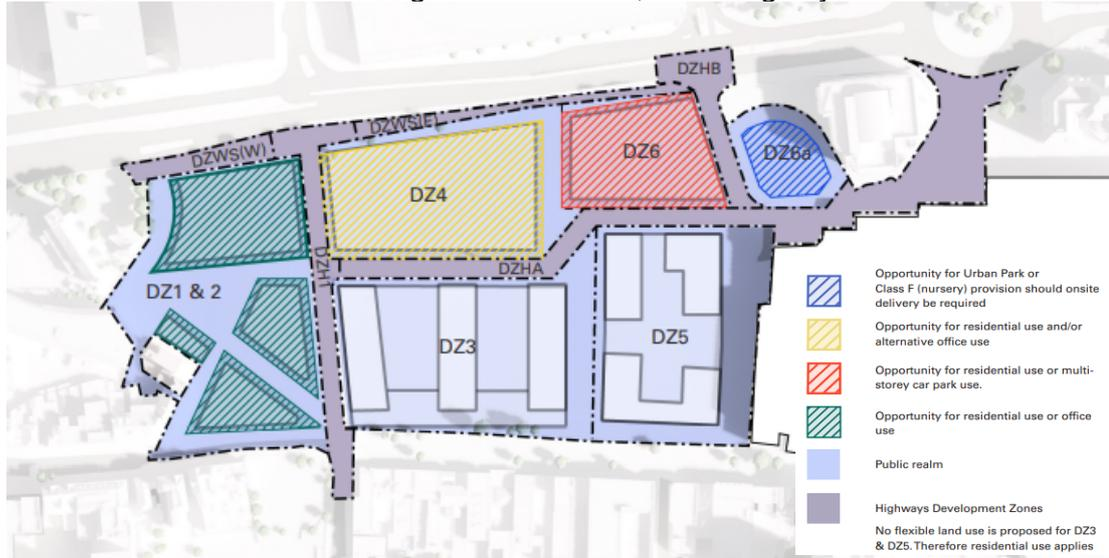 DZHB
DZWS(E)
DZWS(W)
DZ6
DZ6a
DZ4
DZH1
DZHA
DZ1 & 2
DZ3
DZ5
Opportunity for Urban Park or
Class F (nursery) provision should onsite
delivery be required
Opportunity for residential use and/or
alternative office use
Opportunity for residential use or multi-
storey car park use.
Opportunity for residential use or office
use
Public realm
Highways Development Zones
No flexible land use is proposed for DZ3
& DZ5. Therefore residential use applies